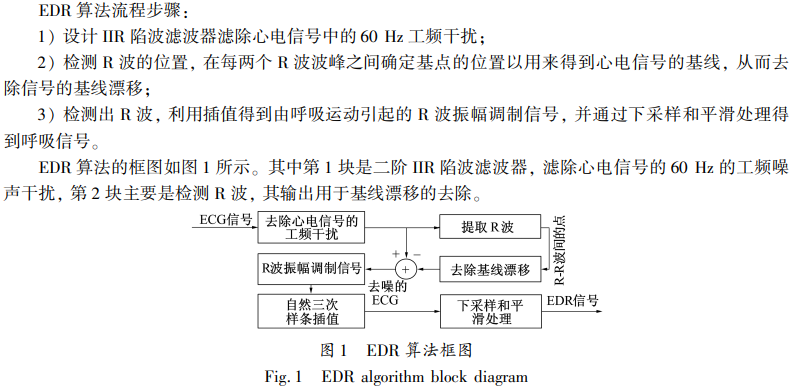 EDR 算法流程步骤：
1) 设计 IIR 陷波滤波器滤除心电信号中的 60 Hz 工频干扰；
2) 检测 R 波的位置，在每两个 R 波波峰之间确定基点的位置以用来得到心电信号的基线，从而去
除信号的基线漂移；
3) 检测出 R 波，利用插值得到由呼吸运动引起的 R 波振幅调制信号，并通过下采样和平滑处理得
到呼吸信号。
EDR 算法的框图如图 1 所示。其中第 1 块是二阶 IIR 陷波滤波器，滤除心电信号的 60 Hz 的工频噪
声干扰，第 2 块主要是检测 R 波，其输出用于基线漂移的去除。
ECG信号
去除心电信号的
工频干扰
提取 R 波
R-R波间的点
+
−
+
R波振幅调制信号
去除基线漂移
去噪的
ECG
自然三次
样条插值
下采样和平
滑处理
EDR信号
图 1 EDR 算法框图
Fig. 1 EDR algorithm block diagram